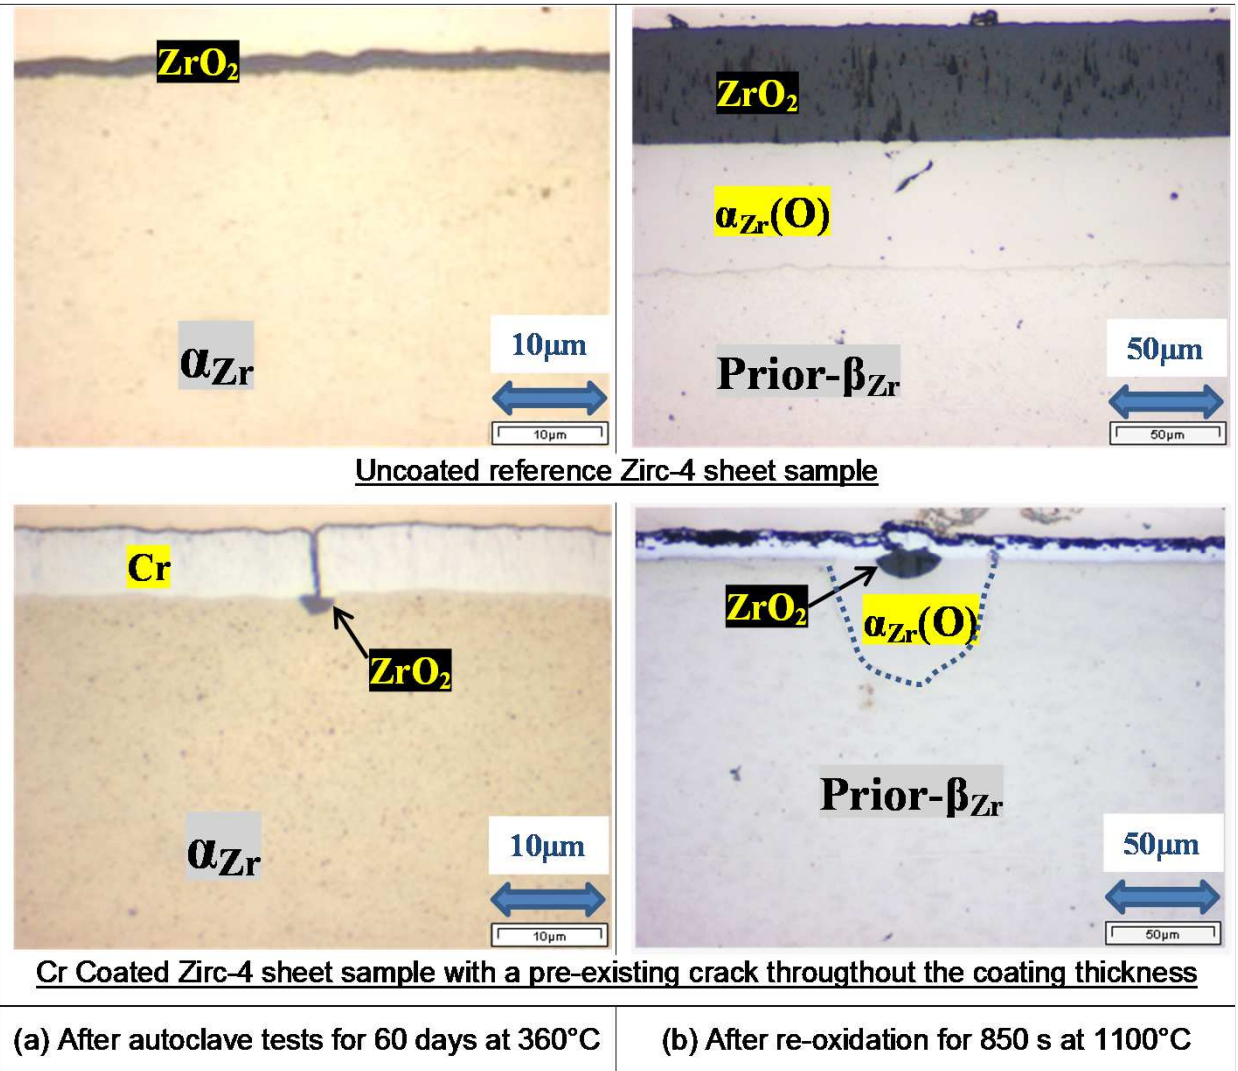 ZrO₂
αZr
10μm
10μm
ZrO₂
αZr(O)
Prior-βZr
50μm
50μm
Uncoated reference Zirc-4 sheet sample
Cr
ZrO₂
αZr
10μm
10μm
ZrO₂
αZr(O)
Prior-βZr
50μm
50μm
Cr Coated Zirc-4 sheet sample with a pre-existing crack througthout the coating thickness
(a) After autoclave tests for 60 days at 360°C
(b) After re-oxidation for 850 s at 1100°C